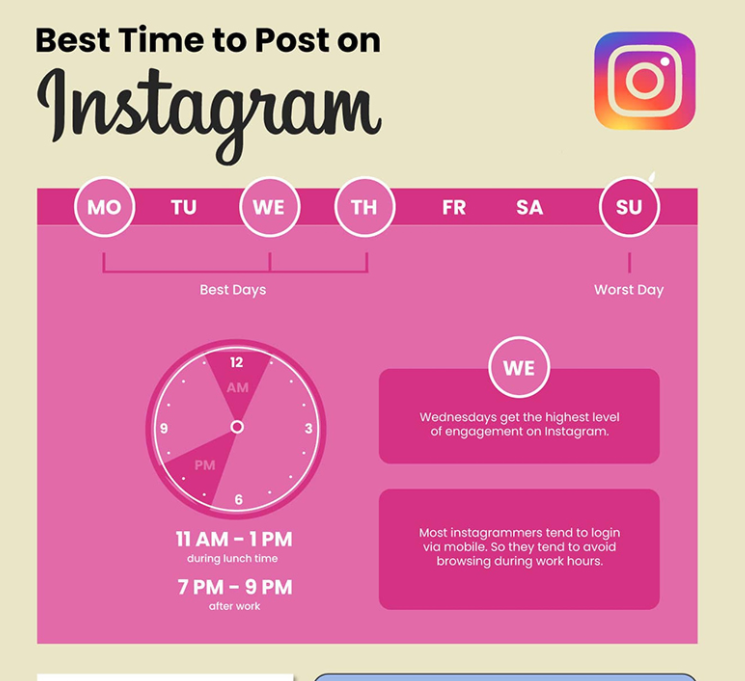 Best Time to Post on
Instagram
MO TU WE TH FR SA SU
Best Days
Worst Day
12
AM
9
3
PM
6
11 AM – 1 PM
during lunch time
7 PM – 9 PM
after work
WE
Wednesdays get the highest level
of engagement on Instagram.
Most instagrammers tend to login
via mobile. So they tend to avoid
browsing during work hours.